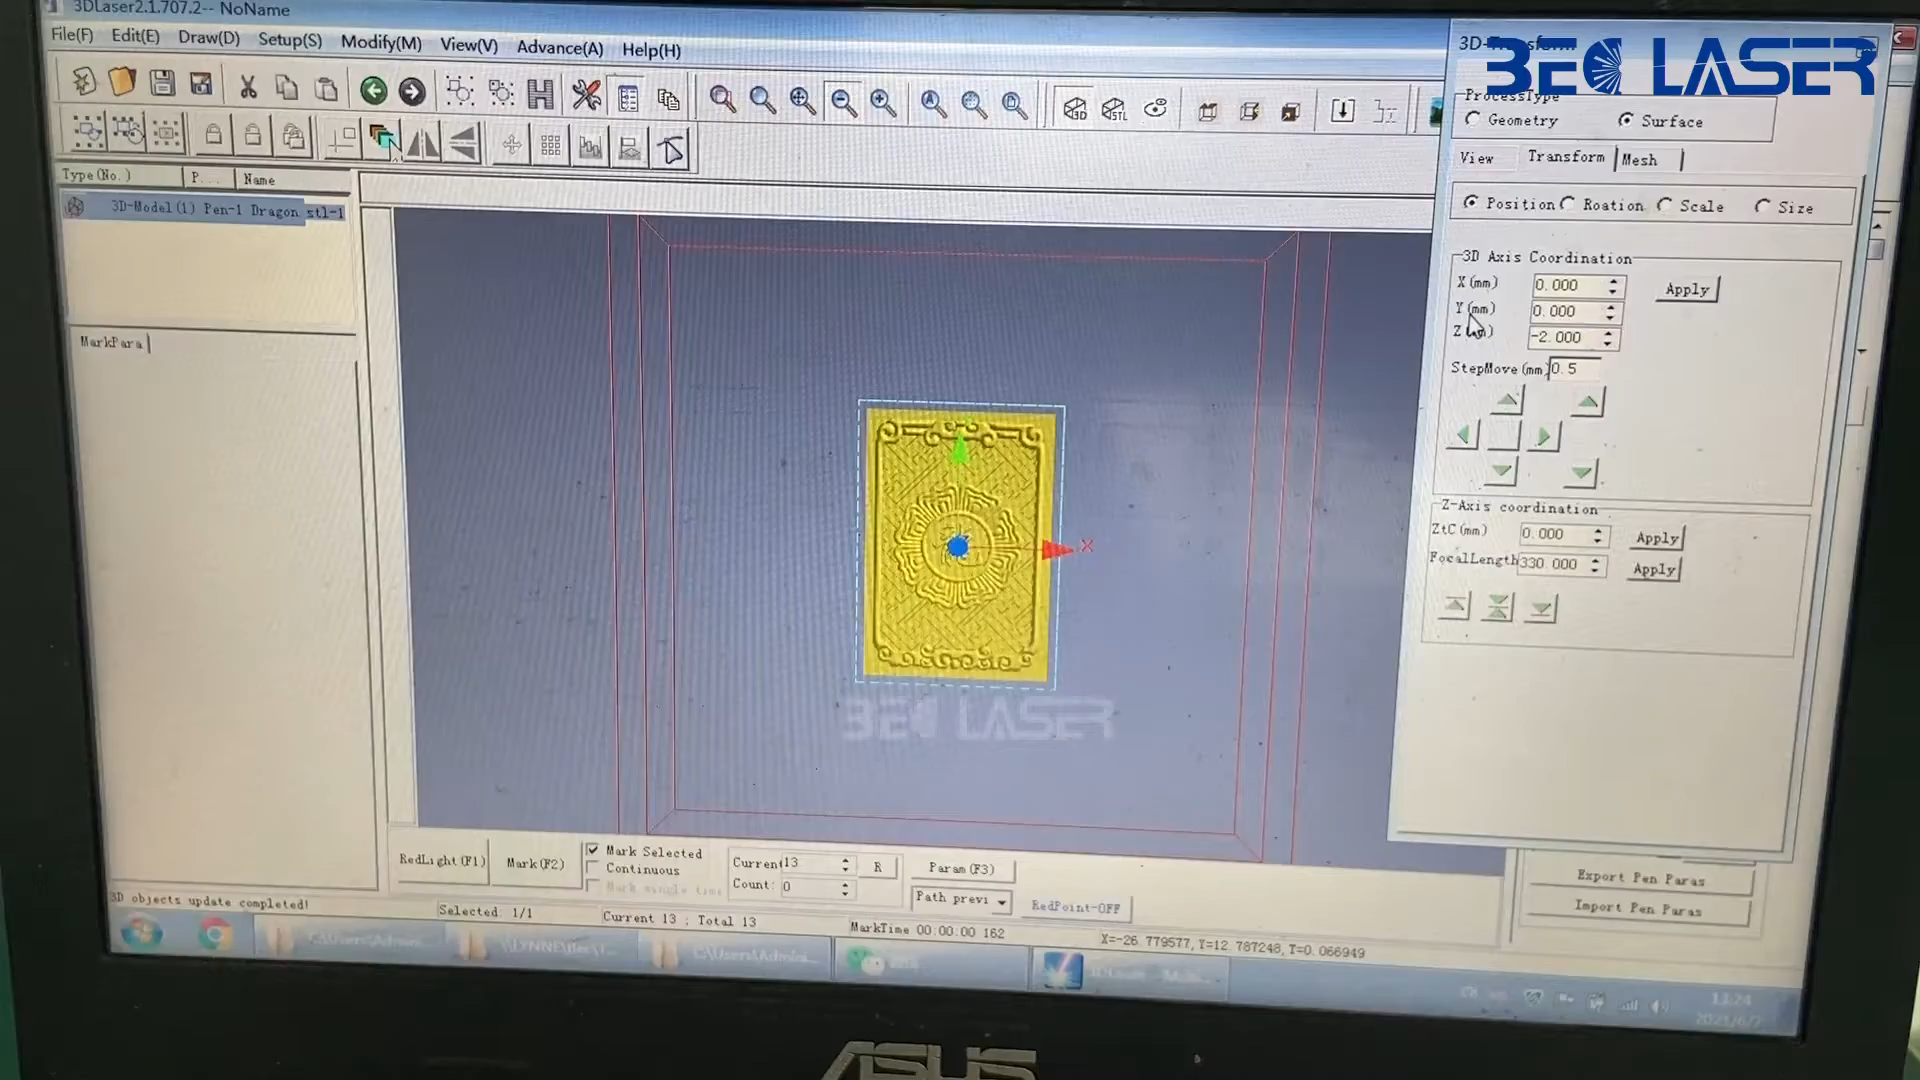 3DLaser2.1.707.2-- NoName
File(F) Edit(E) Draw(D) Setup(S) Modify(M) View(V) Advance(A) Help(H)
BEC LASER
ProcessType
Geometry Surface
View Transform Mesh
Type(No.) P... Name
3D-Model(1) Pen-1 Dragon stl-1
Position Roation Scale Size
3D Axis Coordination
X(mm) 0.000 Apply
Y(mm) 0.000
-2.000
StepMove(mm) 0.5
MarkPara
X
Z-Axis coordination
ZtC(mm) 0.000 Apply
FocalLength 330.000 Apply
BEC LASER
RedLight(F1) Mark(F2) Mark Selected
Continuous
Curren 13 R Param(F3)
Count: 0 Path previ RedPoint-OFF
Export Pen Paras
Import Pen Paras
3D objects update completed! Selected. 1/1 Current 13 ; Total 13 MarkTime 00:00:00 162 X=-26.779577, Y=12.787248, T=0.066949
ASUS